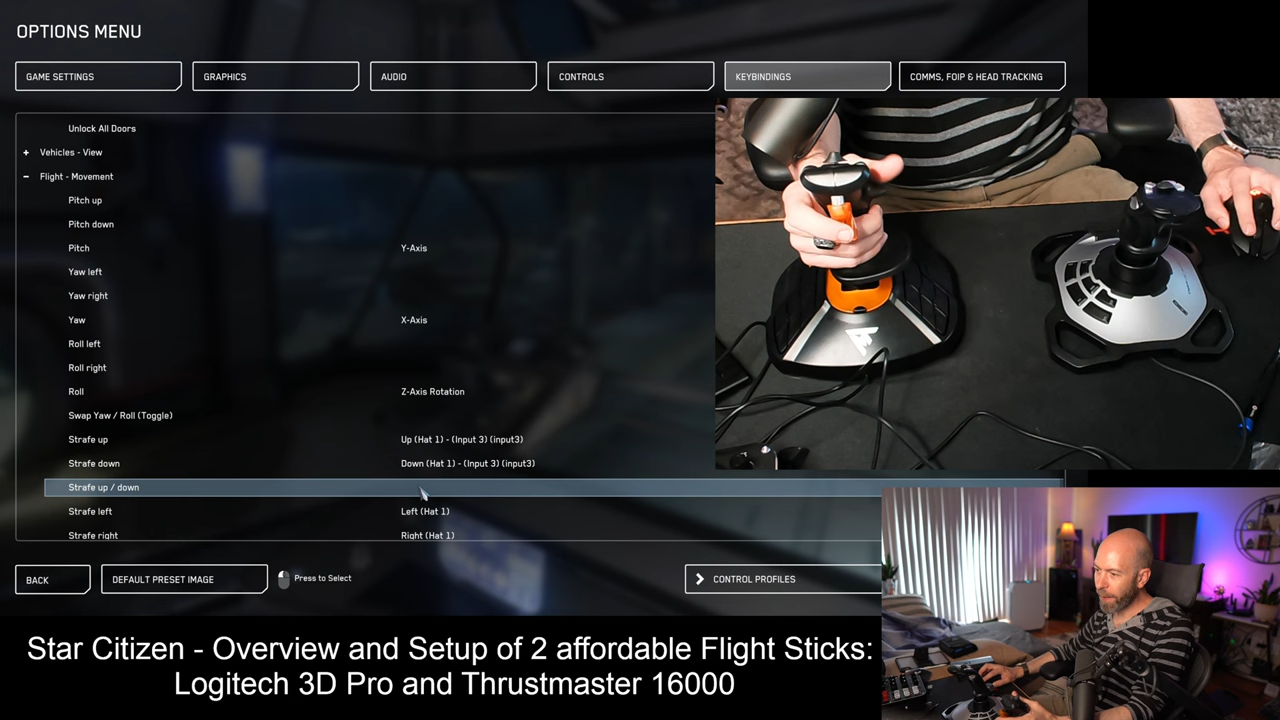 OPTIONS MENU
GAME SETTINGS
GRAPHICS
AUDIO
CONTROLS
KEYBINDINGS
COMMS, FOIP & HEAD TRACKING
Unlock All Doors
+ Vehicles - View
- Flight - Movement
Pitch up
Pitch down
Pitch Y-Axis
Yaw left
Yaw right
Yaw X-Axis
Roll left
Roll right
Roll Z-Axis Rotation
Swap Yaw / Roll (Toggle)
Strafe up Up (Hat 1) - (Input 3) (input3)
Strafe down Down (Hat 1) - (Input 3) (input3)
Strafe up / down
Strafe left Left (Hat 1)
Strafe right Right (Hat 1)
BACK
DEFAULT PRESET IMAGE
Press to Select
CONTROL PROFILES
Star Citizen - Overview and Setup of 2 affordable Flight Sticks:
Logitech 3D Pro and Thrustmaster 16000